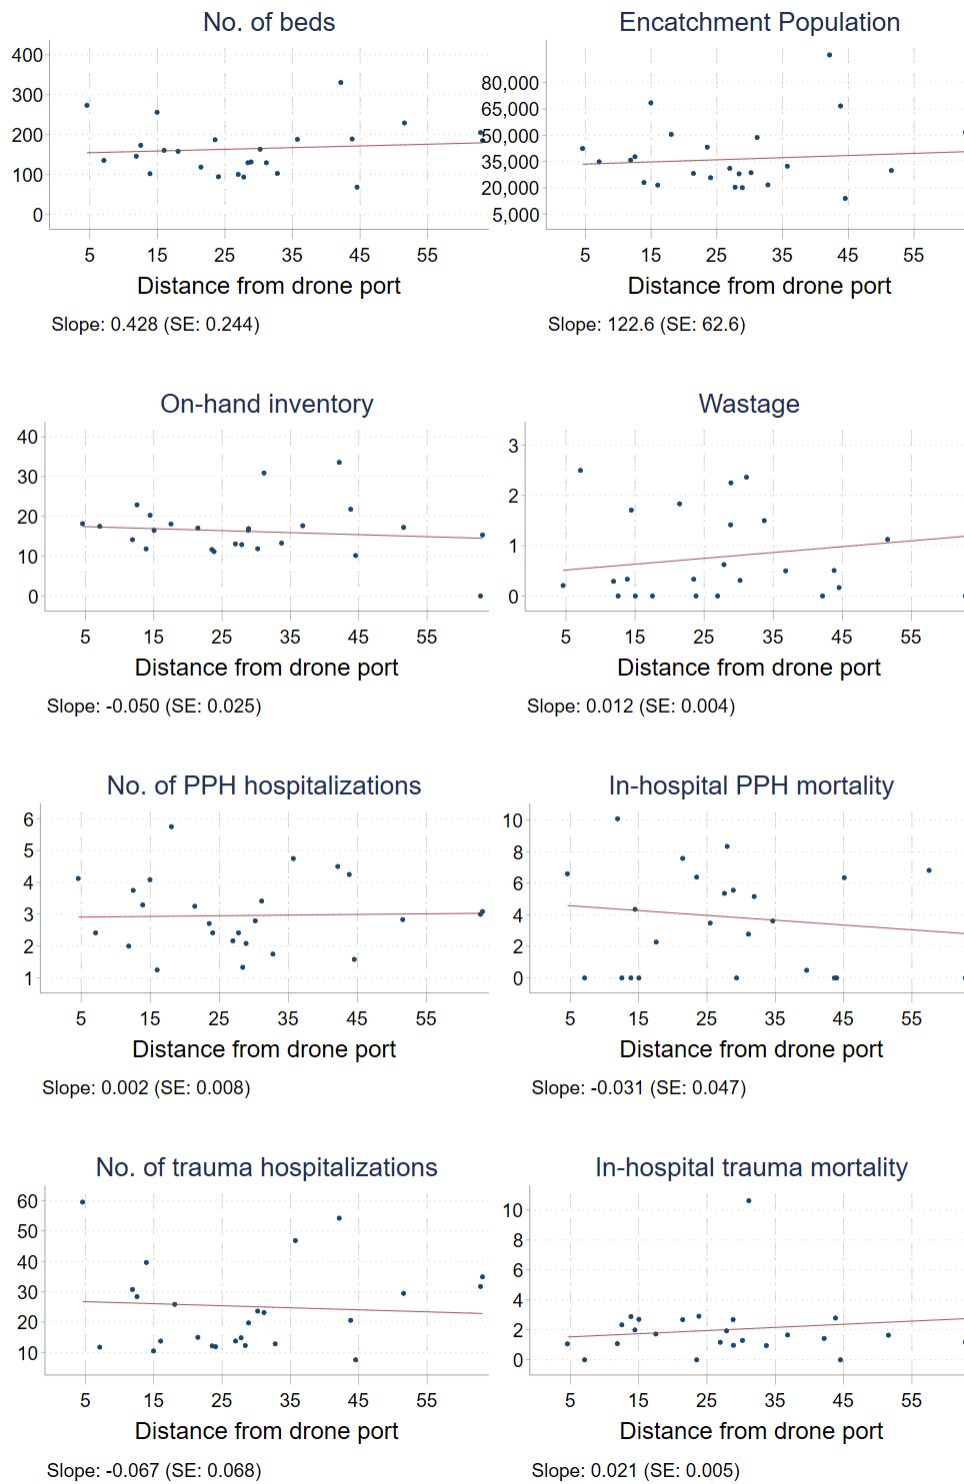 No. of beds
400
300
200
100
0
5 15 25 35 45 55
Distance from drone port
Slope: 0.428 (SE: 0.244)
Encatchment Population
80,000
65,000
50,000
35,000
20,000
5,000
5 15 25 35 45 55
Distance from drone port
Slope: 122.6 (SE: 62.6)
On-hand inventory
40
30
20
10
0
5 15 25 35 45 55
Distance from drone port
Slope: -0.050 (SE: 0.025)
Wastage
3
2
1
0
5 15 25 35 45 55
Distance from drone port
Slope: 0.012 (SE: 0.004)
No. of PPH hospitalizations
6
5
4
3
2
1
5 15 25 35 45 55
Distance from drone port
Slope: 0.002 (SE: 0.008)
In-hospital PPH mortality
10
8
6
4
2
0
5 15 25 35 45 55
Distance from drone port
Slope: -0.031 (SE: 0.047)
No. of trauma hospitalizations
60
50
40
30
20
10
5 15 25 35 45 55
Distance from drone port
Slope: -0.067 (SE: 0.068)
In-hospital trauma mortality
10
8
6
4
2
0
5 15 25 35 45 55
Distance from drone port
Slope: 0.021 (SE: 0.005)